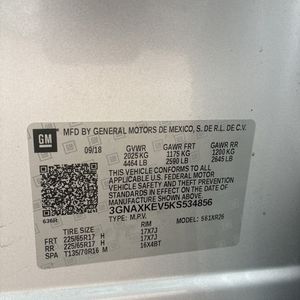 GM
MFD BY GENERAL MOTORS DE MEXICO, S. DE R.L. DE C.V.
09/18 GVWR GAWR FRT GAWR RR
2025 KG 1175 KG 1200 KG
4464 LB 2590 LB 2645 LB
THIS VEHICLE CONFORMS TO ALL APPLICABLE
U.S. FEDERAL MOTOR
VEHICLE SAFETY, BUMPER, AND THEFT
PREVENTION STANDARDS IN EFFECT ON THE DATE OF
MANUFACTURE SHOWN ABOVE.
3GNAXKEV5KS534856
TYPE: M.P.V. MODEL:
TIRE SIZE RIM
FRT 225/65R17 H 17X7J
RR 225/65R17 H 17X7J
SPA T135/70R16 M 16X4BT